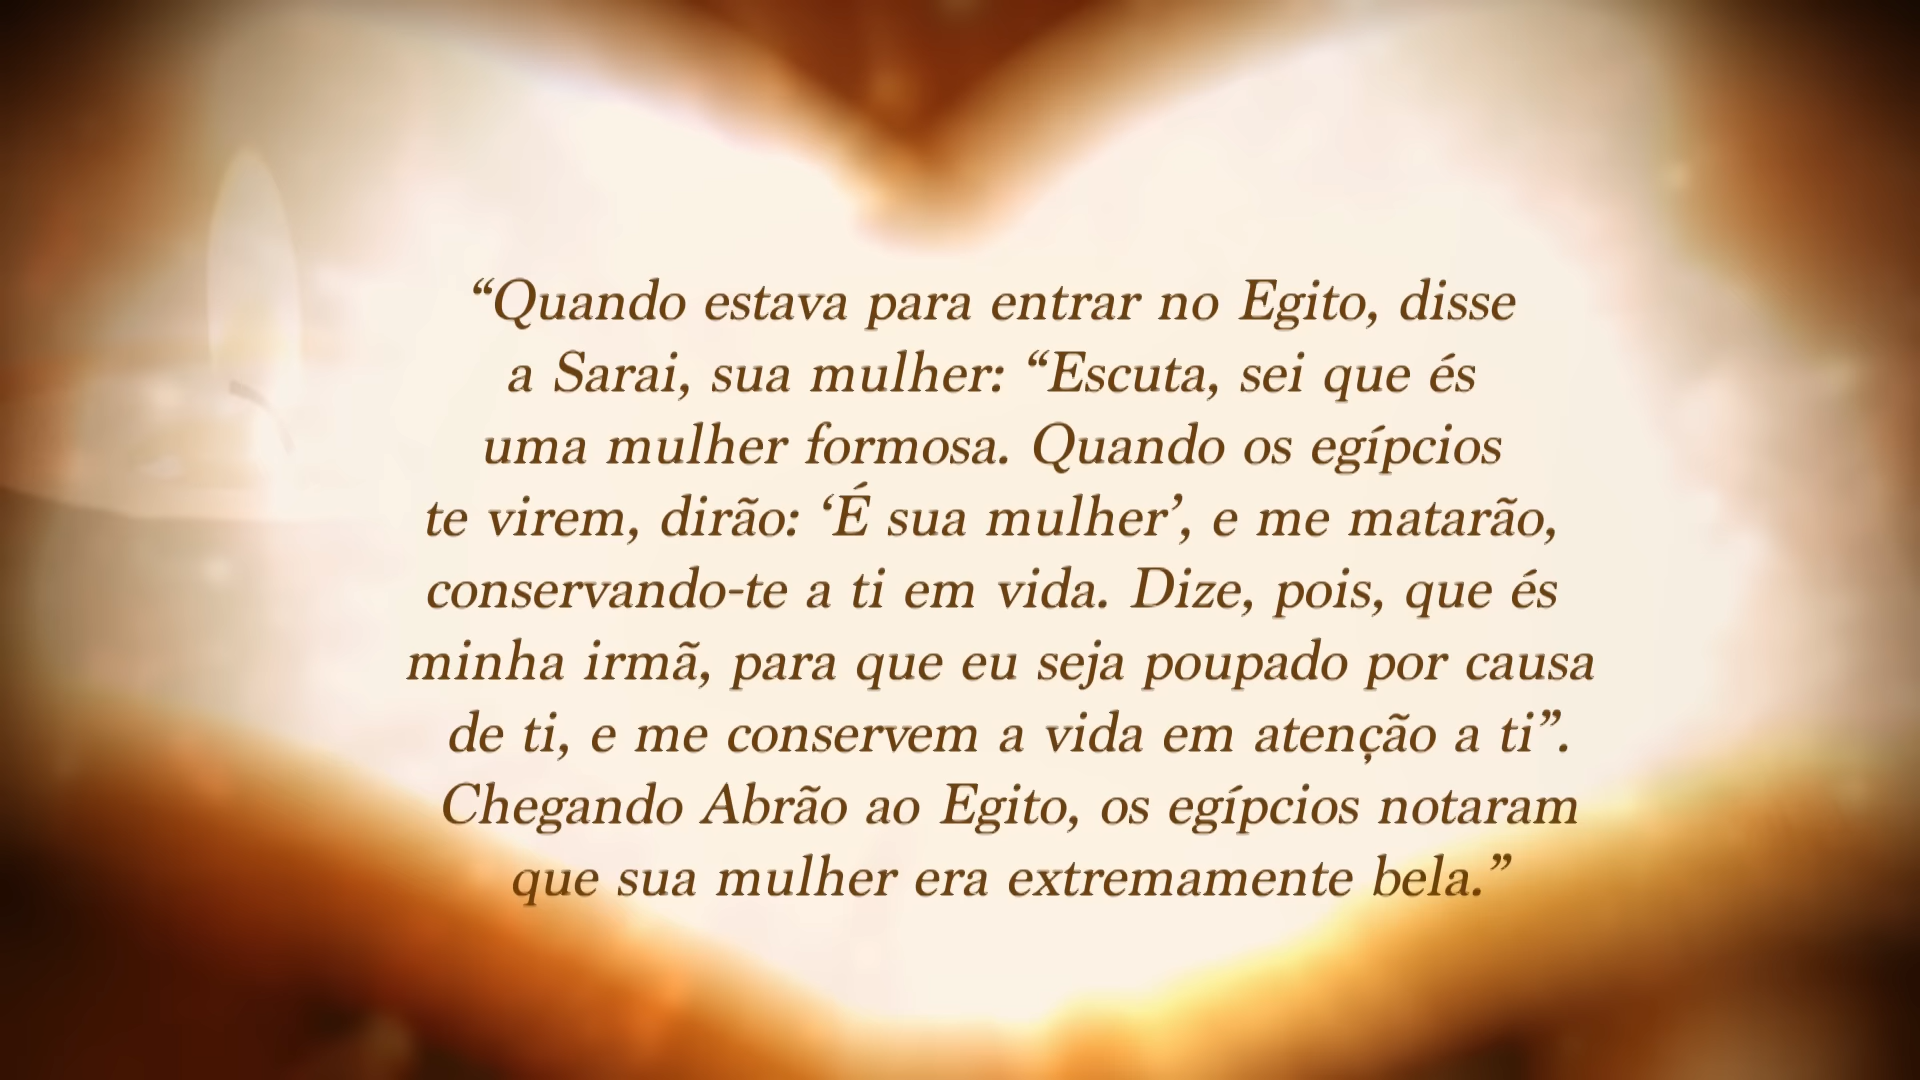 “Quando estava para entrar no Egito, disse
a Sarai, sua mulher: “Escuta, sei que és
uma mulher formosa. Quando os egípcios
te virem, dirão: ‘É sua mulher’, e me matarão,
conservando-te a ti em vida. Dize, pois, que és
minha irmã, para que eu seja poupado por causa
de ti, e me conservem a vida em atenção a ti”.
Chegando Abrão ao Egito, os egípcios notaram
que sua mulher era extremamente bela.”